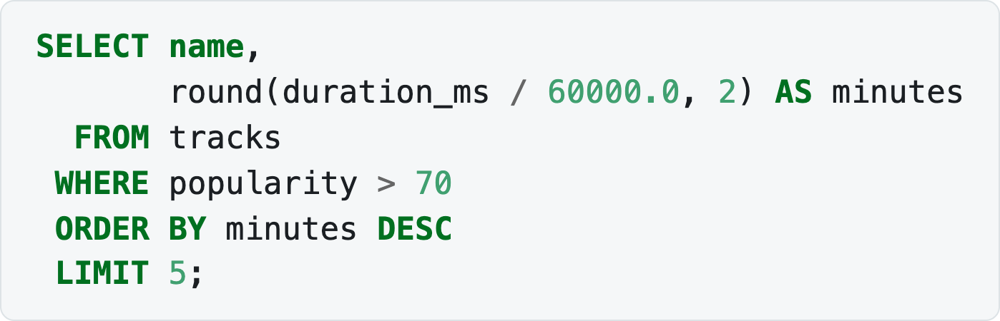 SELECT name,
       round(duration_ms / 60000.0, 2) AS minutes
  FROM tracks
 WHERE popularity > 70
 ORDER BY minutes DESC
 LIMIT 5;